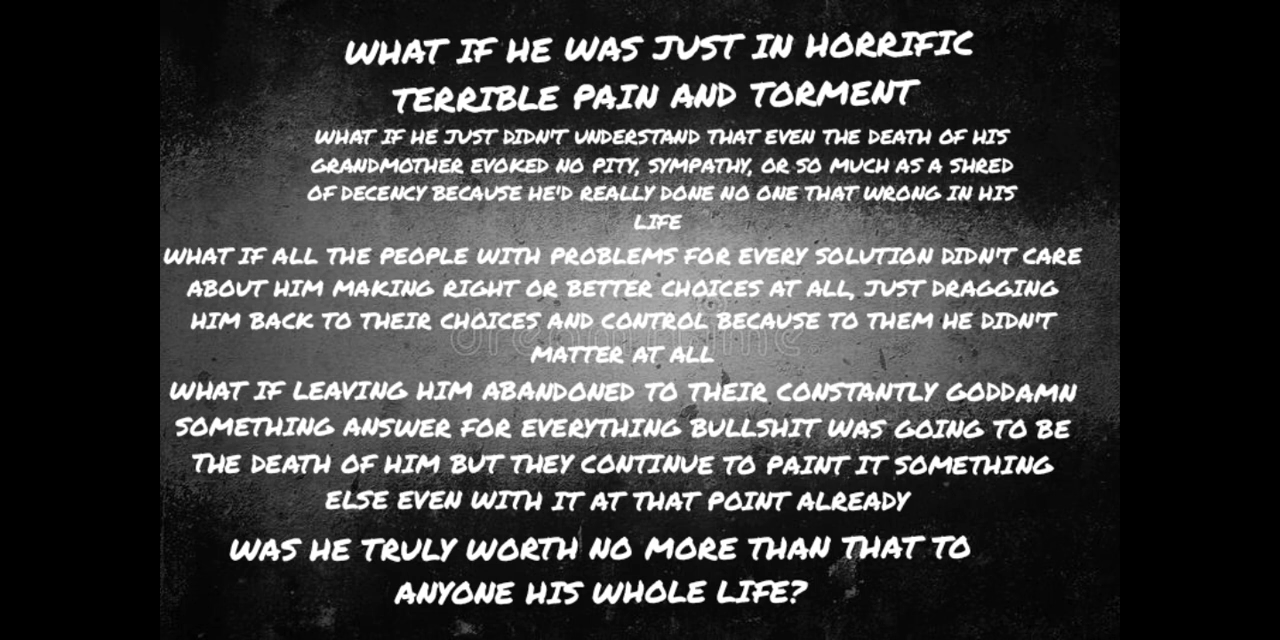 WHAT IF HE WAS JUST IN HORRIFIC
TERRIBLE PAIN AND TORMENT
WHAT IF HE JUST DIDN'T UNDERSTAND THAT EVEN THE DEATH OF HIS
GRANDMOTHER EVOKED NO PITY, SYMPATHY, OR SO MUCH AS A SHRED
OF DECENCY BECAUSE HE'D REALLY DONE NO ONE THAT WRONG IN HIS
LIFE
WHAT IF ALL THE PEOPLE WITH PROBLEMS FOR EVERY SOLUTION DIDN'T CARE
ABOUT HIM MAKING RIGHT OR BETTER CHOICES AT ALL, JUST DRAGGING
HIM BACK TO THEIR CHOICES AND CONTROL BECAUSE TO THEM HE DIDN'T
MATTER AT ALL
WHAT IF LEAVING HIM ABANDONED TO THEIR CONSTANTLY GODDAMN
SOMETHING ANSWER FOR EVERYTHING BULLSHIT WAS GOING TO BE
THE DEATH OF HIM BUT THEY CONTINUE TO PAINT IT SOMETHING
ELSE EVEN WITH IT AT THAT POINT ALREADY
WAS HE TRULY WORTH NO MORE THAN THAT TO
ANYONE HIS WHOLE LIFE?